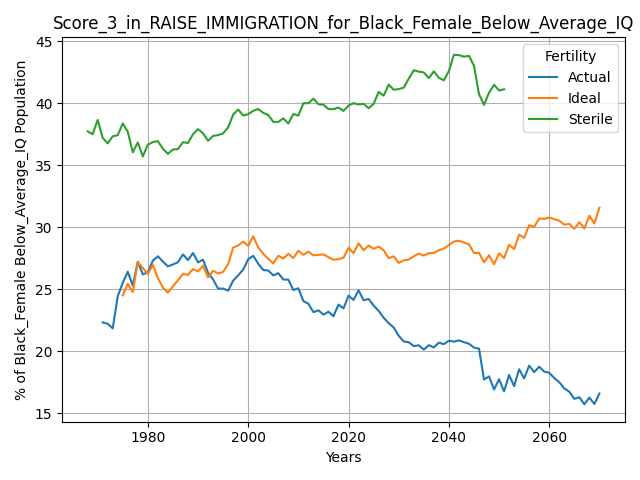 Score_3_in_RAISE_IMMIGRATION_for_Black_Female_Below_Average_IQ
% of Black_Female Below_Average_IQ Population
45
40
35
30
25
20
15
Fertility
Actual
Ideal
Sterile
1980
2000
2020
2040
2060
Years